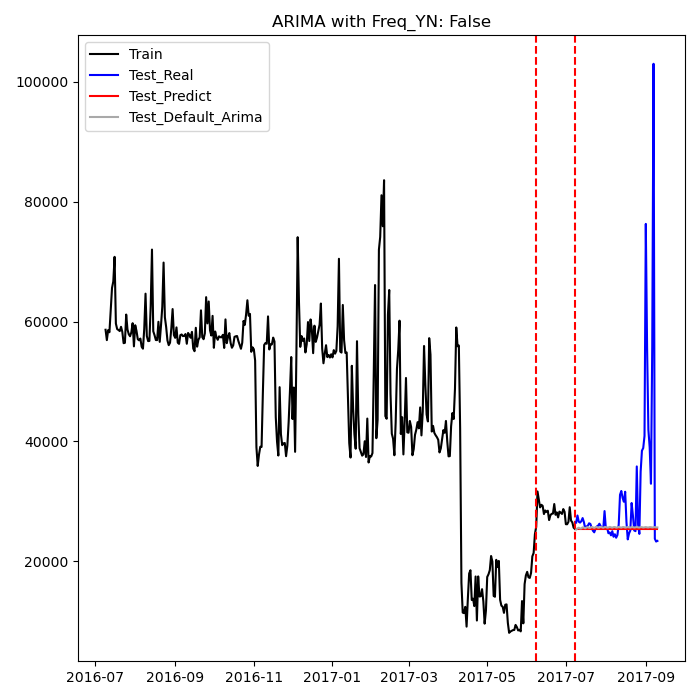 ARIMA with Freq_YN: False
Train
Test_Real
Test_Predict
Test_Default_Arima
100000
80000
60000
40000
20000
2016-07 2016-09 2016-11 2017-01 2017-03 2017-05 2017-07 2017-09